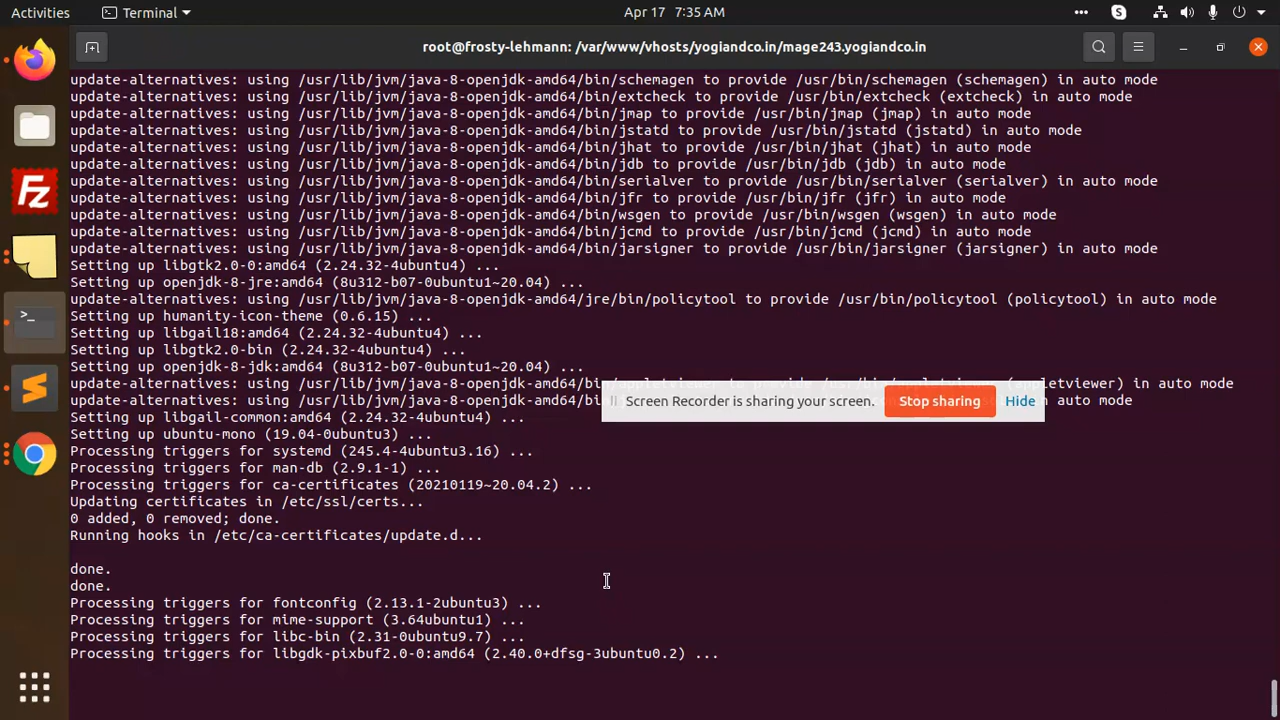 Activities Terminal Apr 17 7:35 AM
root@frosty-lehmann: /var/www/vhosts/yogiandco.in/mage243.yogiandco.in
update-alternatives: using /usr/lib/jvm/java-8-openjdk-amd64/bin/schemagen to provide /usr/bin/schemagen (schemagen) in auto mode
update-alternatives: using /usr/lib/jvm/java-8-openjdk-amd64/bin/extcheck to provide /usr/bin/extcheck (extcheck) in auto mode
update-alternatives: using /usr/lib/jvm/java-8-openjdk-amd64/bin/jmap to provide /usr/bin/jmap (jmap) in auto mode
update-alternatives: using /usr/lib/jvm/java-8-openjdk-amd64/bin/jstatd to provide /usr/bin/jstatd (jstatd) in auto mode
update-alternatives: using /usr/lib/jvm/java-8-openjdk-amd64/bin/jhat to provide /usr/bin/jhat (jhat) in auto mode
update-alternatives: using /usr/lib/jvm/java-8-openjdk-amd64/bin/jdb to provide /usr/bin/jdb (jdb) in auto mode
update-alternatives: using /usr/lib/jvm/java-8-openjdk-amd64/bin/serialver to provide /usr/bin/serialver (serialver) in auto mode
update-alternatives: using /usr/lib/jvm/java-8-openjdk-amd64/bin/jfr to provide /usr/bin/jfr (jfr) in auto mode
update-alternatives: using /usr/lib/jvm/java-8-openjdk-amd64/bin/wsgen to provide /usr/bin/wsgen (wsgen) in auto mode
update-alternatives: using /usr/lib/jvm/java-8-openjdk-amd64/bin/jcmd to provide /usr/bin/jcmd (jcmd) in auto mode
update-alternatives: using /usr/lib/jvm/java-8-openjdk-amd64/bin/jarsigner to provide /usr/bin/jarsigner (jarsigner) in auto mode
Setting up libgtk2.0-0:amd64 (2.24.32-4ubuntu4) ...
Setting up openjdk-8-jre:amd64 (8u312-b07-0ubuntu1~20.04) ...
update-alternatives: using /usr/lib/jvm/java-8-openjdk-amd64/jre/bin/policytool to provide /usr/bin/policytool (policytool) in auto mode
Setting up humanity-icon-theme (0.6.15) ...
Setting up libgail18:amd64 (2.24.32-4ubuntu4) ...
Setting up libgtk2.0-bin (2.24.32-4ubuntu4) ...
Setting up openjdk-8-jdk:amd64 (8u312-b07-0ubuntu1~20.04) ...
update-alternatives: using /usr/lib/jvm/java-8-openjdk-amd64/bin/appletviewer to provide /usr/bin/appletviewer (appletviewer) in auto mode
update-alternatives: using /usr/lib/jvm/java-8-openjdk-amd64/bi auto mode
Screen Recorder is sharing your screen. Stop sharing Hide
Setting up libgail-common:amd64 (2.24.32-4ubuntu4) ...
Setting up ubuntu-mono (19.04-0ubuntu3) ...
Processing triggers for systemd (245.4-4ubuntu3.16) ...
Processing triggers for man-db (2.9.1-1) ...
Processing triggers for ca-certificates (20210119~20.04.2) ...
Updating certificates in /etc/ssl/certs...
0 added, 0 removed; done.
Running hooks in /etc/ca-certificates/update.d...
done.
done.
Processing triggers for fontconfig (2.13.1-2ubuntu3) ...
Processing triggers for mime-support (3.64ubuntu1) ...
Processing triggers for libc-bin (2.31-0ubuntu9.7) ...
Processing triggers for libgdk-pixbuf2.0-0:amd64 (2.40.0+dfsg-3ubuntu0.2) ...